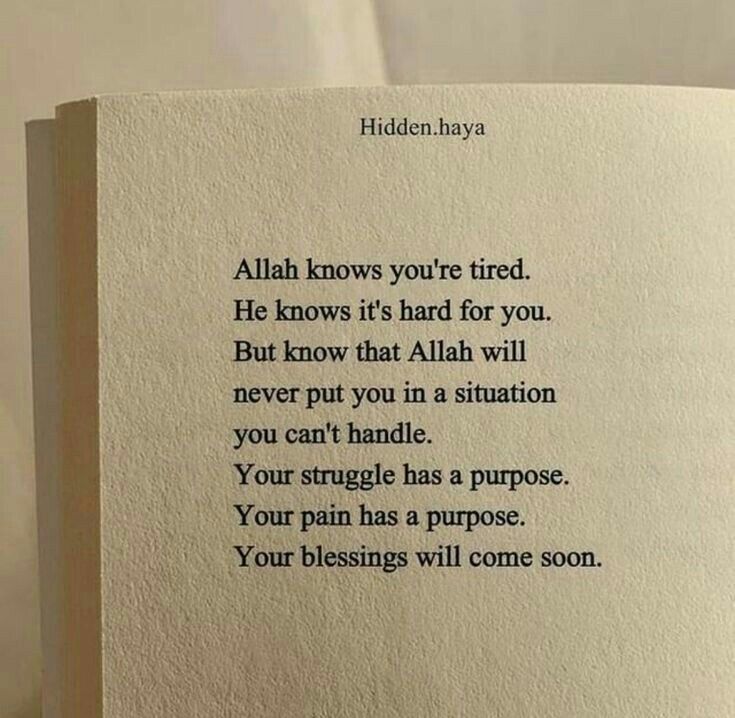 Hidden.haya
Allah knows you're tired.
He knows it's hard for you.
But know that Allah will
never put you in a situation
you can't handle.
Your struggle has a purpose.
Your pain has a purpose.
Your blessings will come soon.